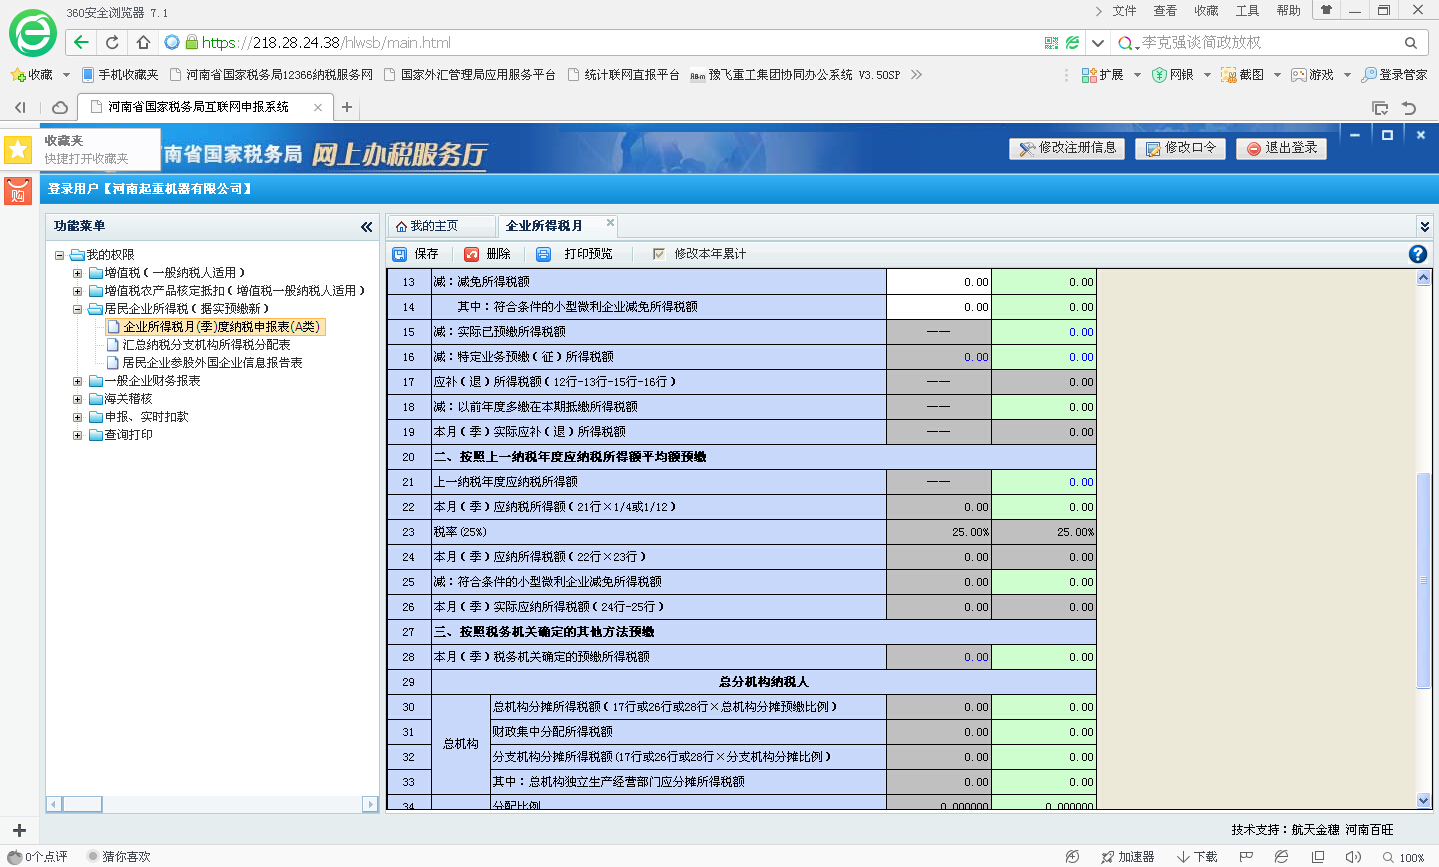 360安全浏览器 7.1
文件 查看 收藏 工具 帮助
https://218.28.24.38/hlwsb/main.html
李克强谈简政放权
收藏 手机收藏夹 河南省国家税务局12366纳税服务网 国家外汇管理局应用服务平台 统计联网直报平台 豫飞重工集团协同办公系统 V3.50SP 扩展 网银 截图 游戏 登录管家
河南省国家税务局互联网申报系统
收藏夹
快捷打开收藏夹
南省国家税务局 网上办税服务厅
修改注册信息 修改口令 退出登录
购
登录用户【河南起重机器有限公司】
功能菜单
我的主页 企业所得税月
保存 删除 打印预览 修改本年累计
我的权限
增值税(一般纳税人适用)
增值税农产品核定抵扣(增值税一般纳税人适用)
居民企业所得税(据实预缴新)
企业所得税月(季)度纳税申报表(A类)
汇总纳税分支机构所得税分配表
居民企业参股外国企业信息报告表
一般企业财务报表
海关稽核
申报、实时扣款
查询打印
13 减:减免所得税额 0.00 0.00
14 其中:符合条件的小型微利企业减免所得税额 0.00 0.00
15 减:实际已预缴所得税额 —— 0.00
16 减:特定业务预缴(征)所得税额 0.00 0.00
17 应补(退)所得税额(12行-13行-15行-16行) —— 0.00
18 减:以前年度多缴在本期抵缴所得税额 —— 0.00
19 本月(季)实际应补(退)所得税额 —— 0.00
20 二、按照上一纳税年度应纳税所得额平均额预缴
21 上一纳税年度应纳税所得额 —— 0.00
22 本月(季)应纳税所得额(21行×1/4或1/12) 0.00 0.00
23 税率(25%) 25.00% 25.00%
24 本月(季)应纳所得税额(22行×23行) 0.00 0.00
25 减:符合条件的小型微利企业减免所得税额 0.00 0.00
26 本月(季)实际应纳所得税额(24行-25行) 0.00 0.00
27 三、按照税务机关确定的其他方法预缴
28 本月(季)税务机关确定的预缴所得税额 0.00 0.00
29 总分机构纳税人
总机构
30 总机构分摊所得税额(17行或26行或28行×总机构分摊预缴比例) 0.00 0.00
31 财政集中分配所得税额 0.00 0.00
32 分支机构分摊所得税额(17行或26行或28行×分支机构分摊比例) 0.00 0.00
33 其中:总机构独立生产经营部门应分摊所得税额 0.00 0.00
34 分配比例 0.000000 0.000000
技术支持:航天金穗 河南百旺
0个点评 猜你喜欢 加速器 下载 100%